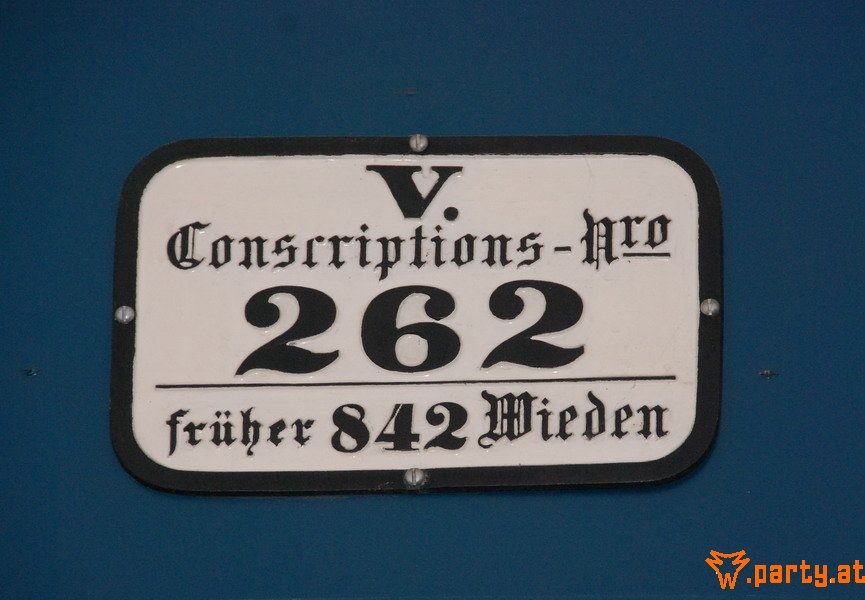 V.
Conscriptions-Nro
262
früher 842 Wieden
W.party.at